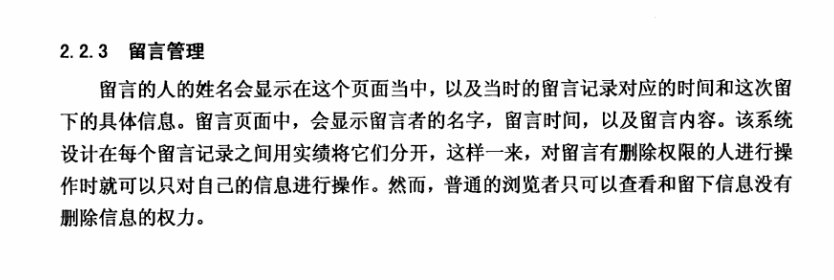 2.2.3 留言管理
留言的人的姓名会显示在这个页面当中，以及当时的留言记录对应的时间和这次留
下的具体信息。留言页面中，会显示留言者的名字，留言时间，以及留言内容。该系统
设计在每个留言记录之间用实绩将它们分开，这样一来，对留言有删除权限的人进行操
作时就可以只对自己的信息进行操作。然而，普通的浏览者只可以查看和留下信息没有
删除信息的权力。